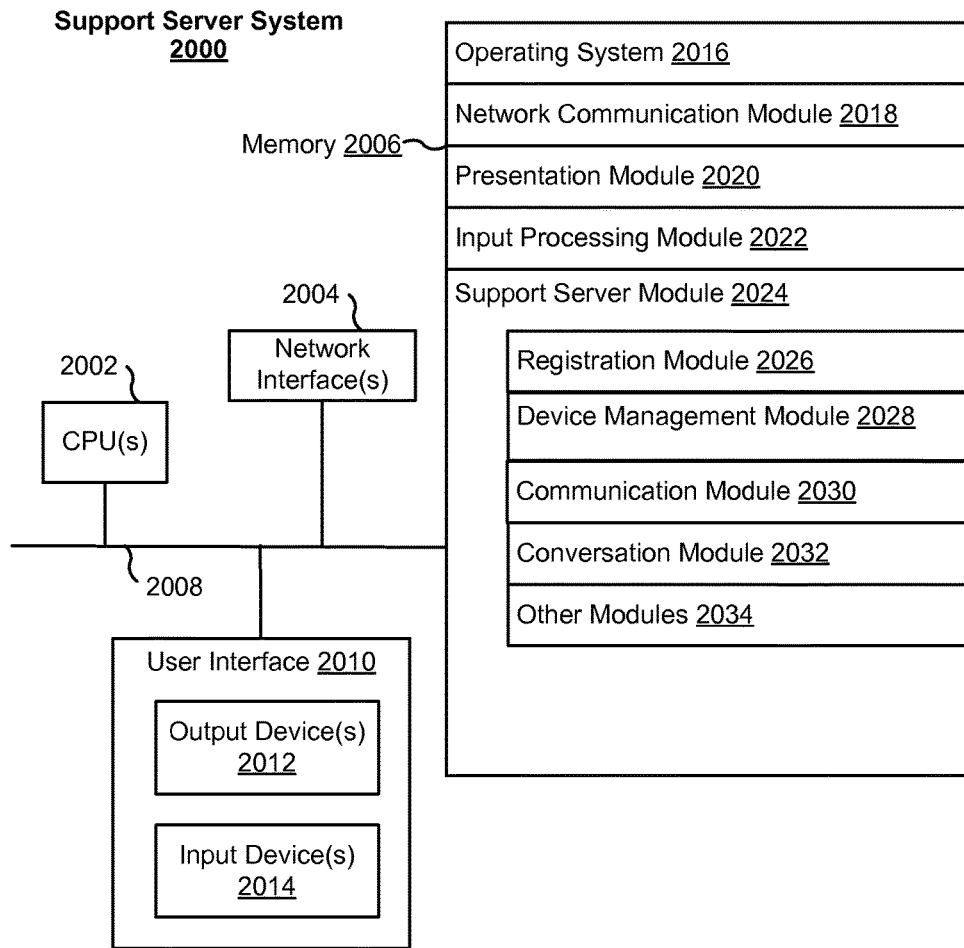 Support Server System
2000
Operating System 2016
Network Communication Module 2018
Memory 2006
Presentation Module 2020
Input Processing Module 2022
Support Server Module 2024
Registration Module 2026
Device Management Module 2028
Communication Module 2030
Conversation Module 2032
Other Modules 2034
2004
Network
Interface(s)
2002
CPU(s)
2008
User Interface 2010
Output Device(s)
2012
Input Device(s)
2014